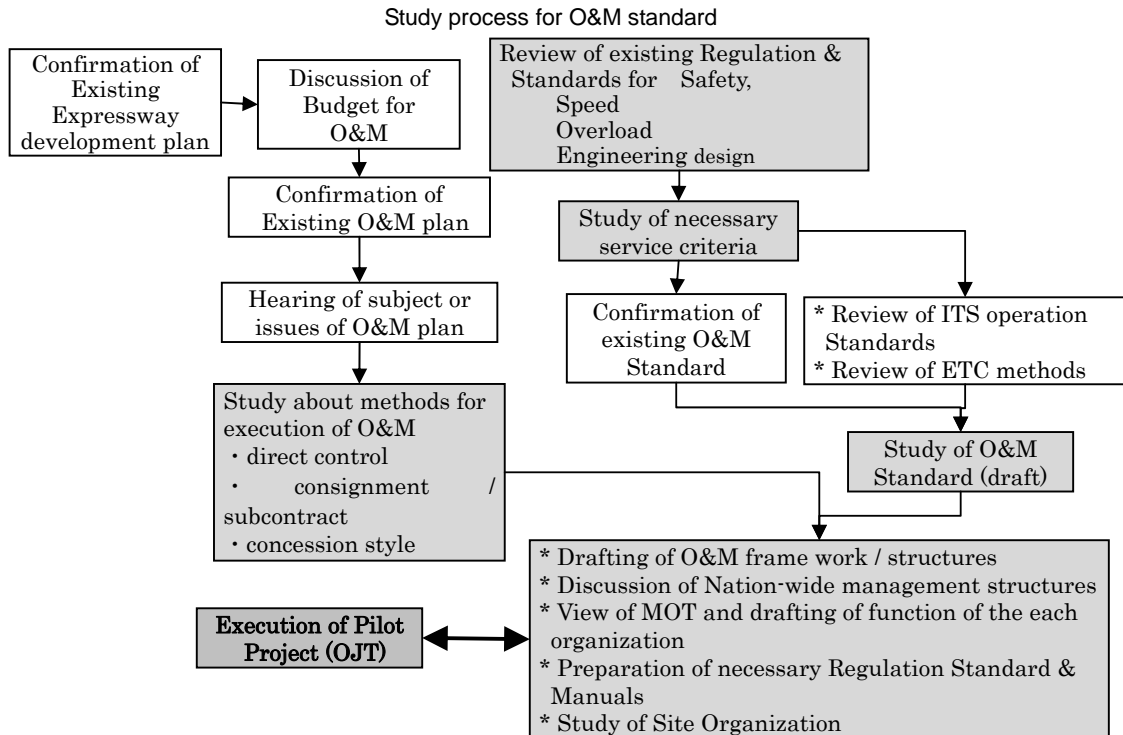 Study process for O&M standard
Confirmation of
Existing
Expressway
development plan
Discussion of
Budget for
O&M
Confirmation of
Existing O&M plan
Hearing of subject or
issues of O&M plan
Study about methods for
execution of O&M
・direct control
・ consignment /
subcontract
・concession style
Review of existing Regulation &
Standards for Safety,
Speed
Overload
Engineering design
Study of necessary
service criteria
Confirmation of
existing O&M
Standard
* Review of ITS operation
Standards
* Review of ETC methods
Study of O&M
Standard (draft)
* Drafting of O&M frame work / structures
* Discussion of Nation-wide management structures
* View of MOT and drafting of function of the each
organization
* Preparation of necessary Regulation Standard &
Manuals
* Study of Site Organization
Execution of Pilot
Project (OJT)